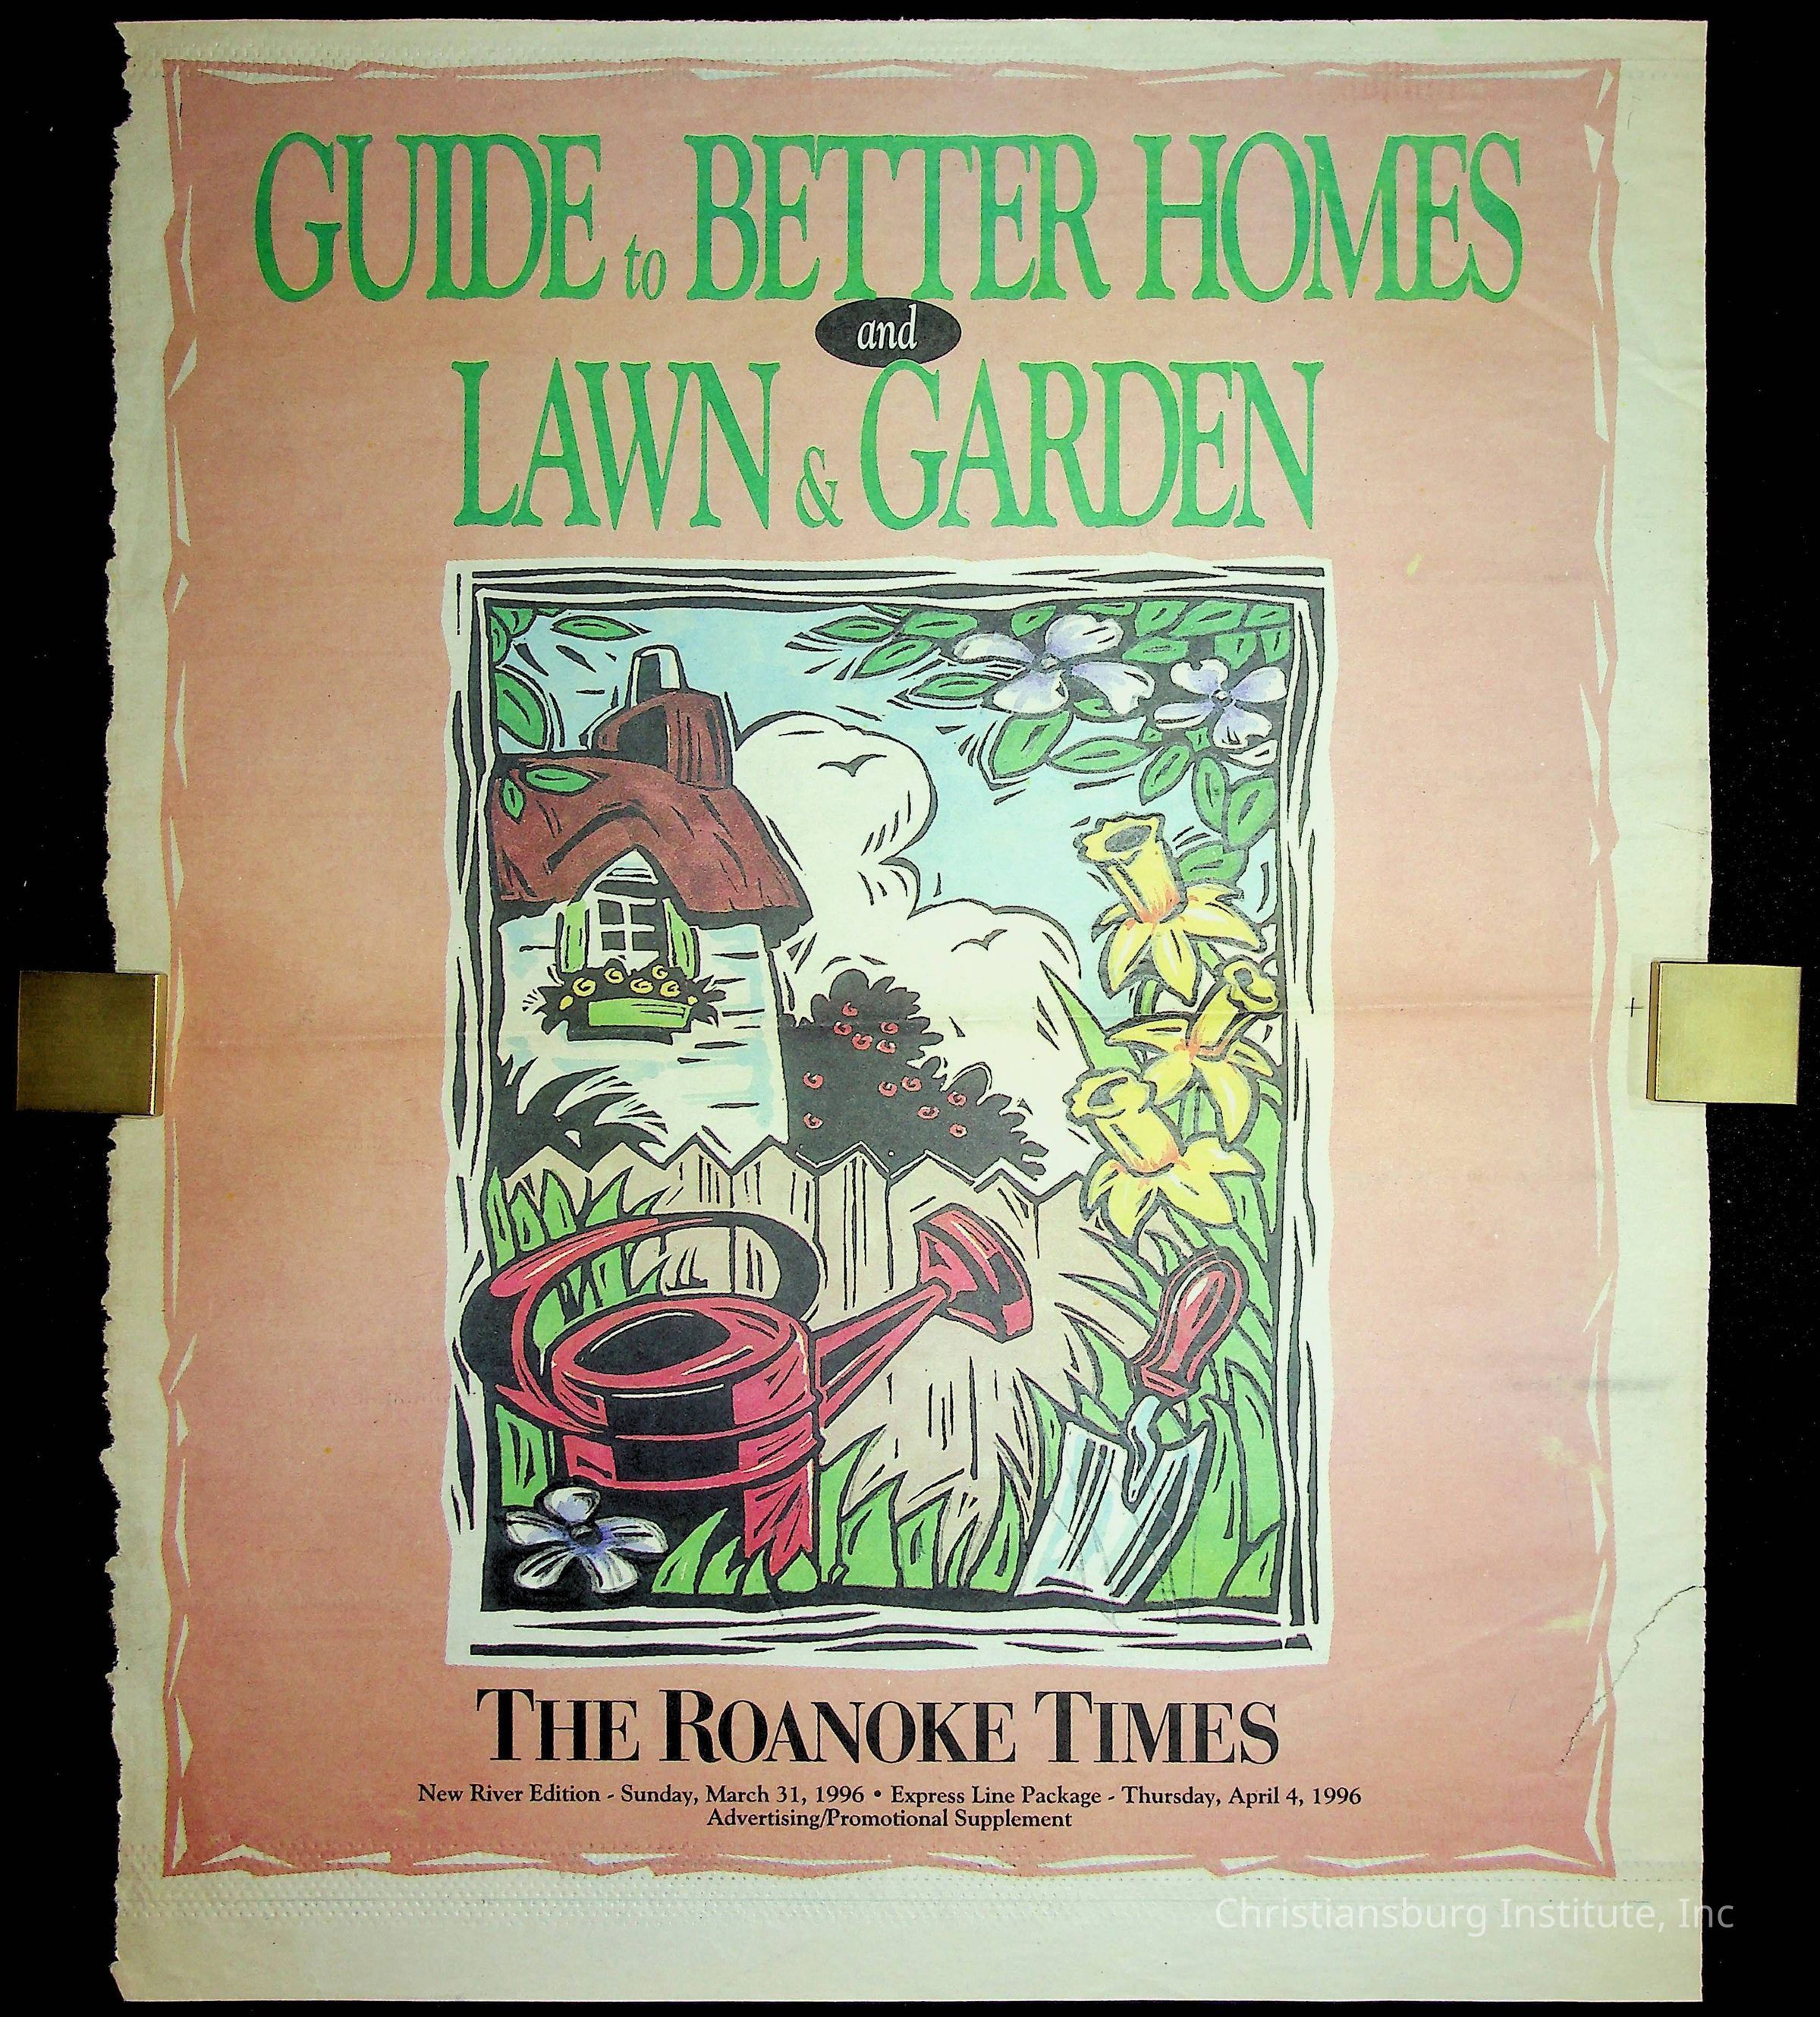 GUIDE to BETTER HOMES
and
LAWN & GARDEN
THE ROANOKE TIMES
New River Edition - Sunday, March 31, 1996 • Express Line Package - Thursday, April 4, 1996
Advertising/Promotional Supplement
Christiansburg Institute, Inc